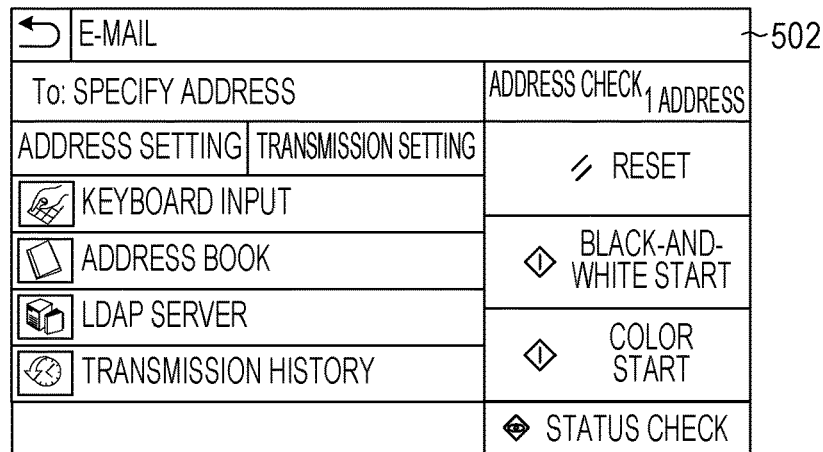 E-MAIL
502
To: SPECIFY ADDRESS
ADDRESS CHECK 1 ADDRESS
ADDRESS SETTING
TRANSMISSION SETTING
KEYBOARD INPUT
ADDRESS BOOK
LDAP SERVER
TRANSMISSION HISTORY
RESET
BLACK-AND-
WHITE START
COLOR
START
STATUS CHECK